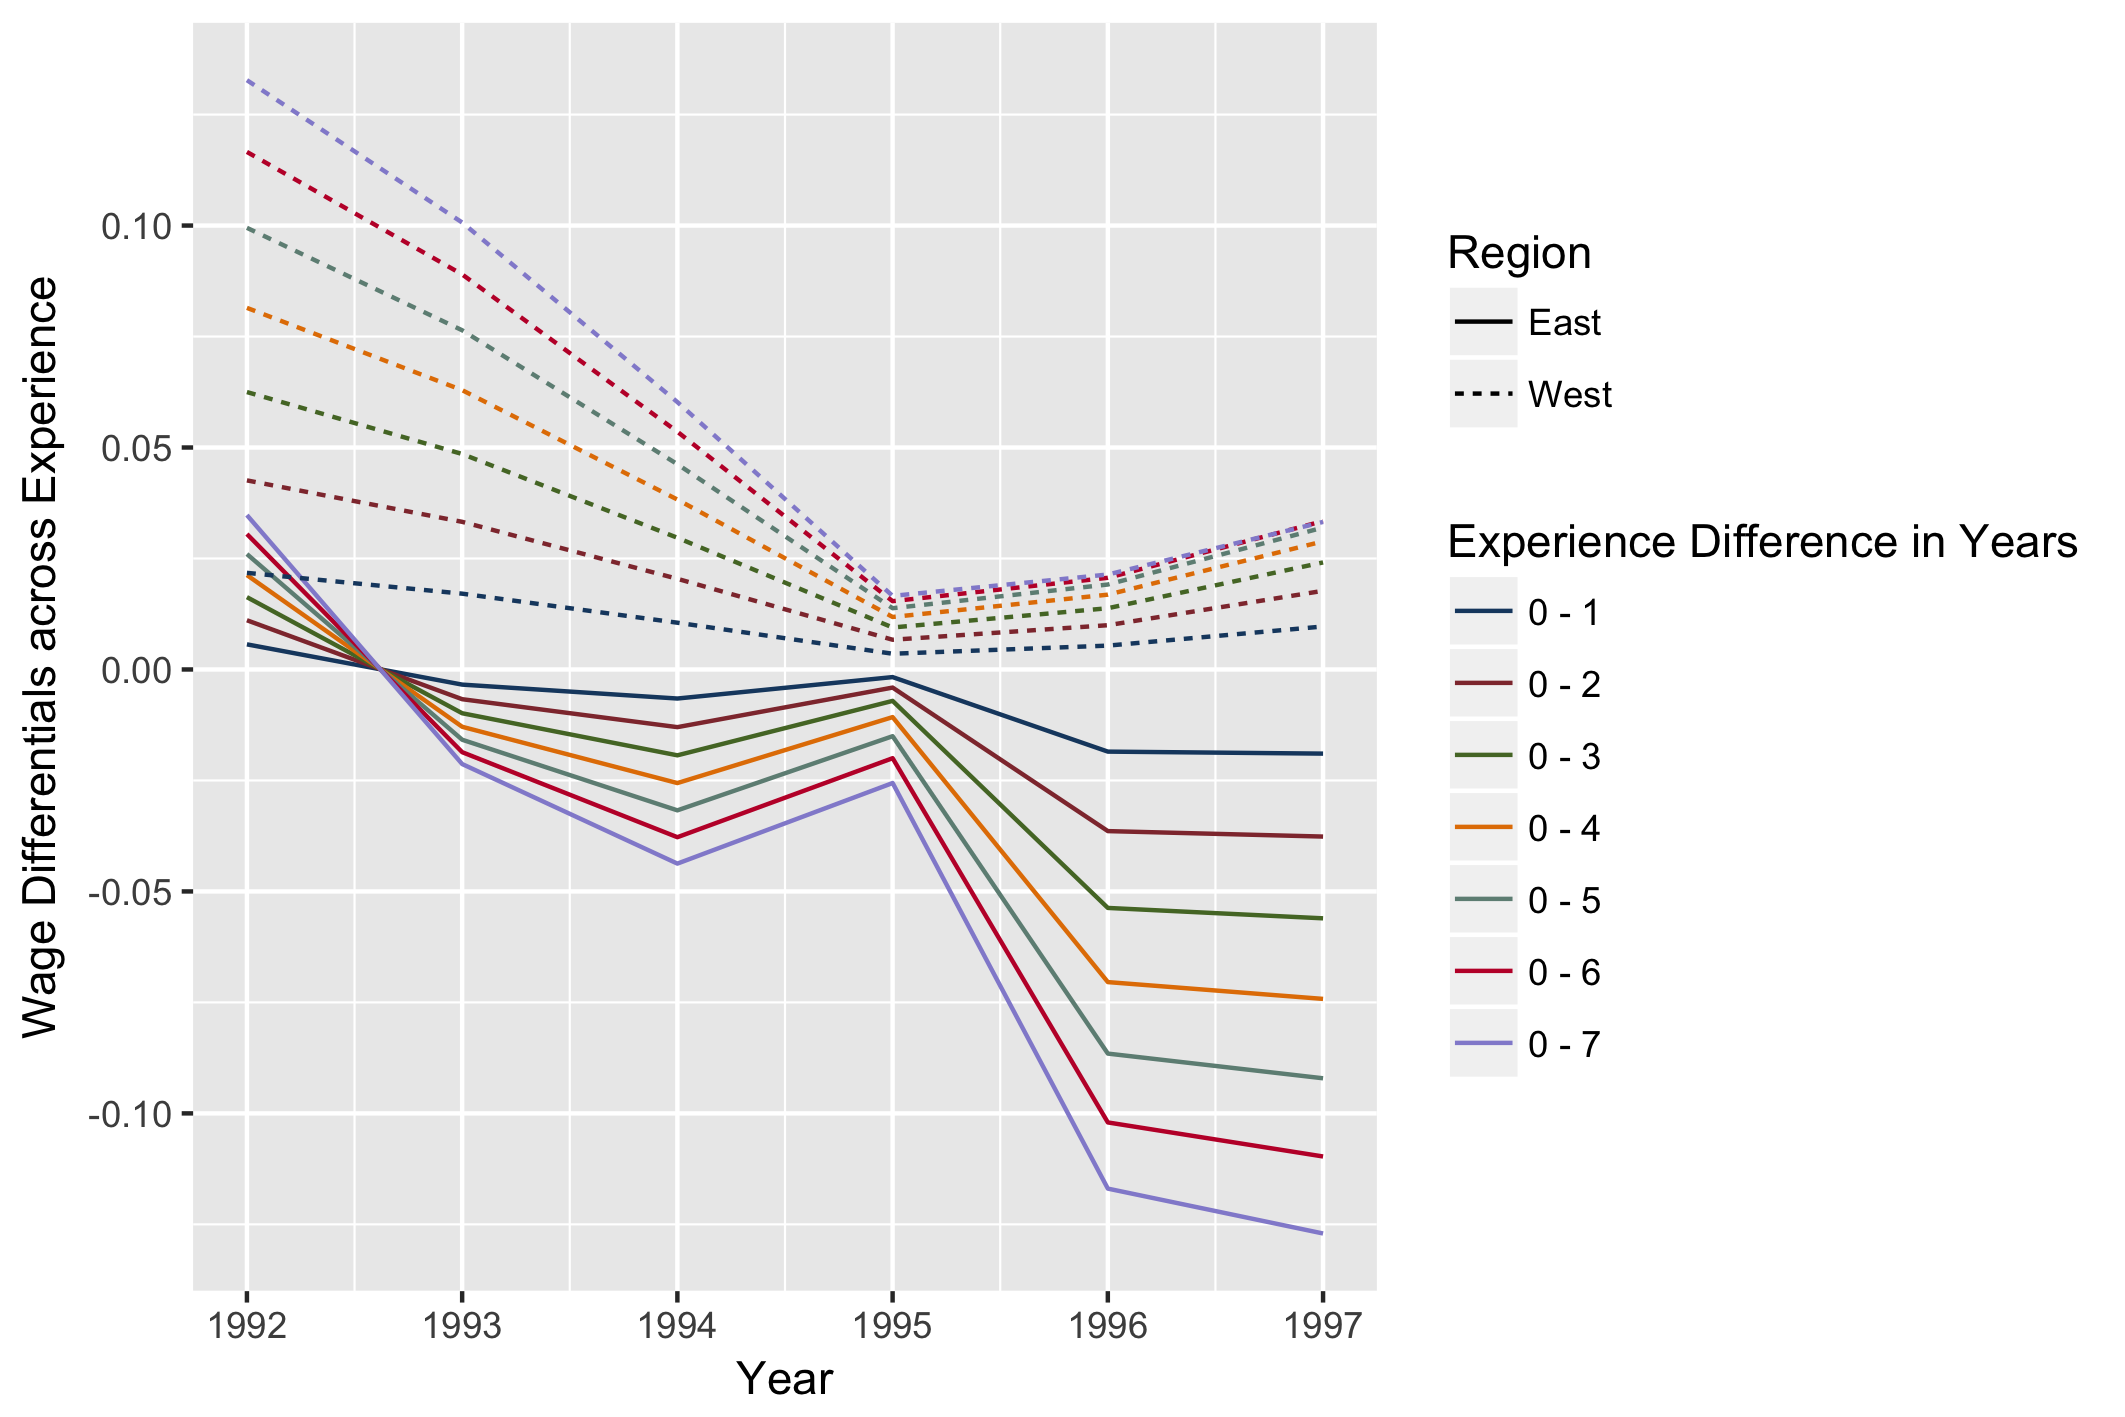 Wage Differentials across Experience
0.10
0.05
0.00
-0.05
-0.10
1992 1993 1994 1995 1996 1997
Year
Region
East
West
Experience Difference in Years
0 - 1
0 - 2
0 - 3
0 - 4
0 - 5
0 - 6
0 - 7